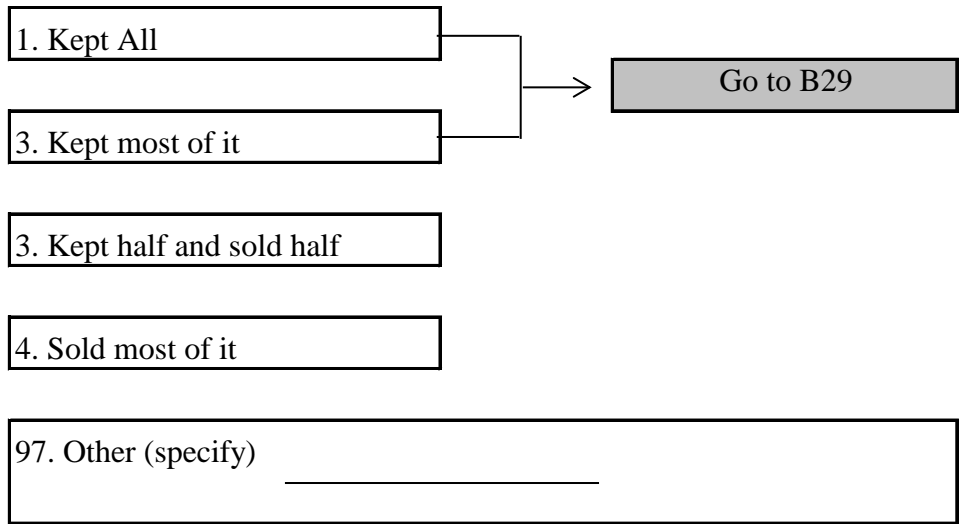 1. Kept All
Go to B29
3. Kept most of it
3. Kept half and sold half
4. Sold most of it
97. Other (specify)